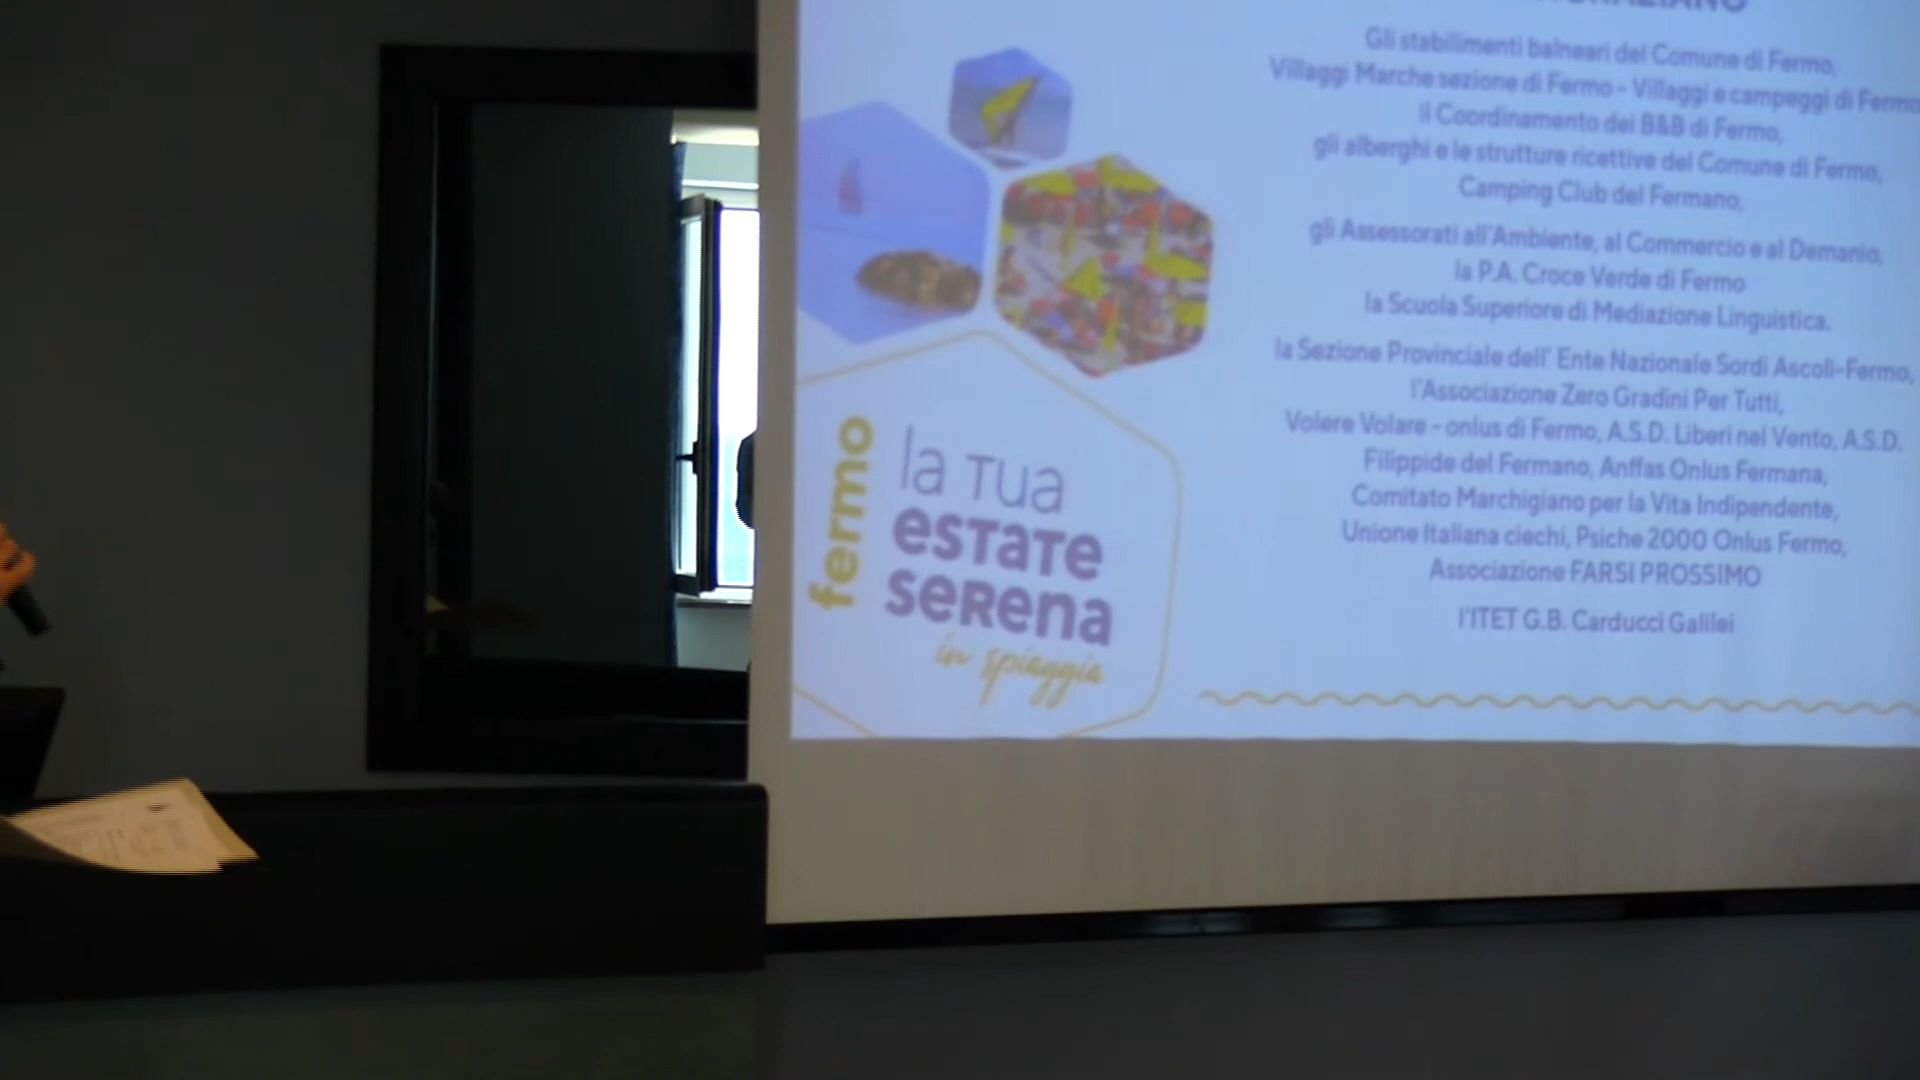 Gli stabilimenti balneari del Comune di Fermo,
Villaggi Marche sezione di Fermo - Villaggi e campeggi di Fermo
il Coordinamento dei B&B di Fermo,
gli alberghi e le strutture ricettive del Comune di Fermo,
Camping Club del Fermano,
gli Assessorati all'Ambiente, al Commercio e al Demanio,
la P.A. Croce Verde di Fermo
la Scuola Superiore di Mediazione Linguistica.
la Sezione Provinciale dell' Ente Nazionale Sordi Ascoli-Fermo,
l'Associazione Zero Gradini Per Tutti,
Volere Volare - onlus di Fermo, A.S.D. Liberi nel Vento, A.S.D.
Filippide del Fermano, Anffas Onlus Fermana,
Comitato Marchigiano per la Vita Indipendente,
Unione Italiana ciechi, Psiche 2000 Onlus Fermo,
Associazione FARSI PROSSIMO
l'ITET G.B. Carducci Galilei
fermo
la Tua
esTaTe
seRena
in spiaggia